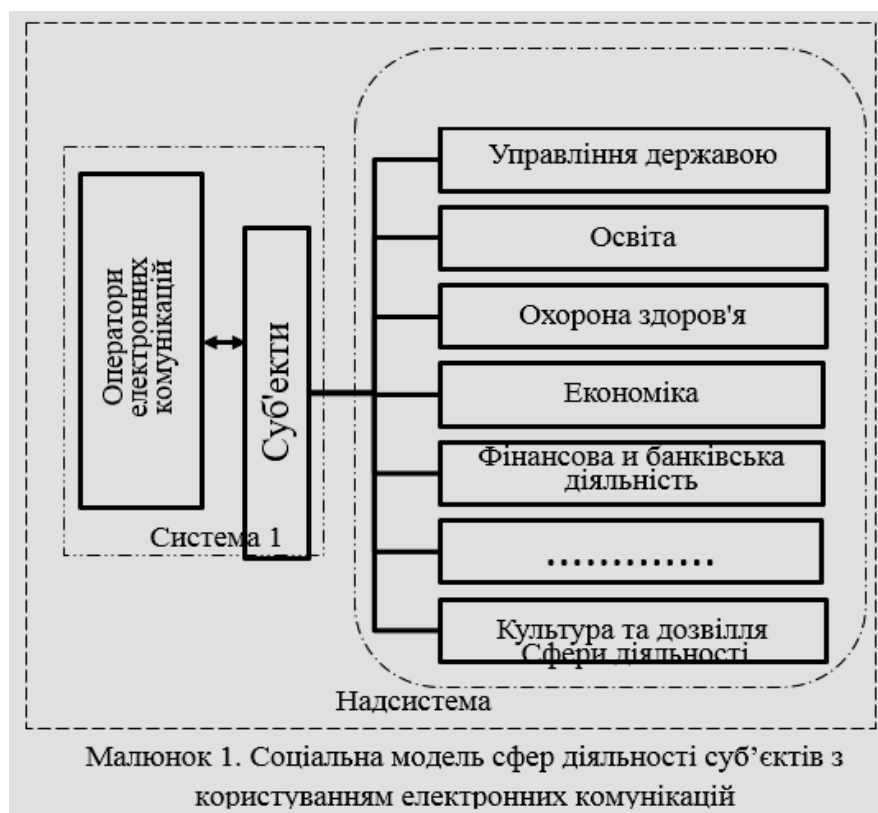 Оператори
електронних
комунікацій
Суб'екти
Система 1
Управління державою
Освіта
Охорона здоров'я
Економіка
Фінансова и банківська
діяльність
.............
Культура та дозвілля
Сфери діяльності
Надсистема
Малюнок 1. Соціальна модель сфер діяльності суб’єктів з
користуванням електронних комунікацій